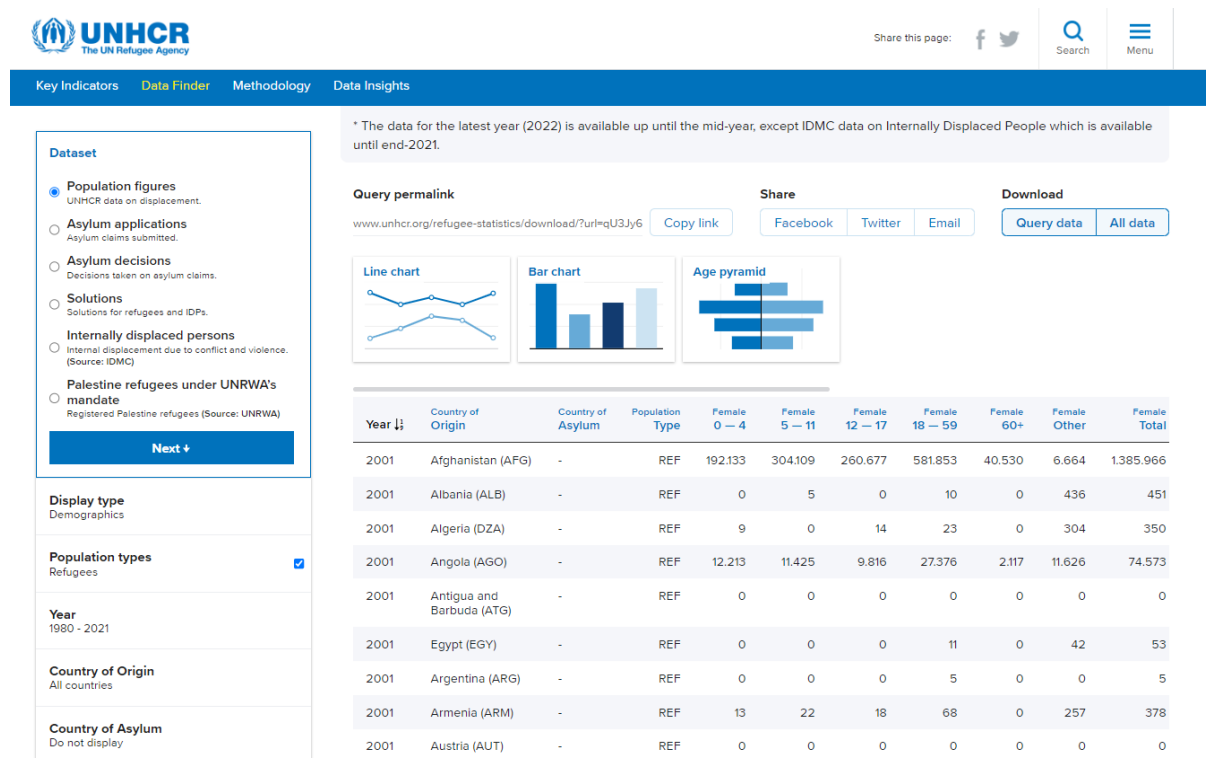 UNHCR
The UN Refugee Agency
Share this page:
Search
Menu
Key Indicators Data Finder Methodology Data Insights
Dataset
Population figures
UNHCR data on displacement.
Asylum applications
Asylum claims submitted.
Asylum decisions
Decisions taken on asylum claims.
Solutions
Solutions for refugees and IDPs.
Internally displaced persons
Internal displacement due to conflict and violence.
(Source: IDMC)
Palestine refugees under UNRWA's
mandate
Registered Palestine refugees (Source: UNRWA)
Next
Display type
Demographics
Population types
Refugees
Year
1980 - 2021
Country of Origin
All countries
Country of Asylum
Do not display
* The data for the latest year (2022) is available up until the mid-year, except IDMC data on Internally Displaced People which is available
until end-2021.
Query permalink Share Download
www.unhcr.org/refugee-statistics/download/?url=qU3Jy6 Copy link Facebook Twitter Email Query data All data
Line chart Bar chart Age pyramid
Country of Country of Population Female Female Female Female Female Female Female
Year Origin Asylum Type 0 — 4 5 — 11 12 — 17 18 — 59 60+ Other Total
2001 Afghanistan (AFG) - REF 192.133 304.109 260.677 581.853 40.530 6.664 1.385.966
2001 Albania (ALB) - REF 0 5 0 10 0 436 451
2001 Algeria (DZA) - REF 9 0 14 23 0 304 350
2001 Angola (AGO) - REF 12.213 11.425 9.816 27.376 2.117 11.626 74.573
2001 Antigua and - REF 0 0 0 0 0 0 0
Barbuda (ATG)
2001 Egypt (EGY) - REF 0 0 0 11 0 42 53
2001 Argentina (ARG) - REF 0 0 0 5 0 0 5
2001 Armenia (ARM) - REF 13 22 18 68 0 257 378
2001 Austria (AUT) - REF 0 0 0 0 0 0 0